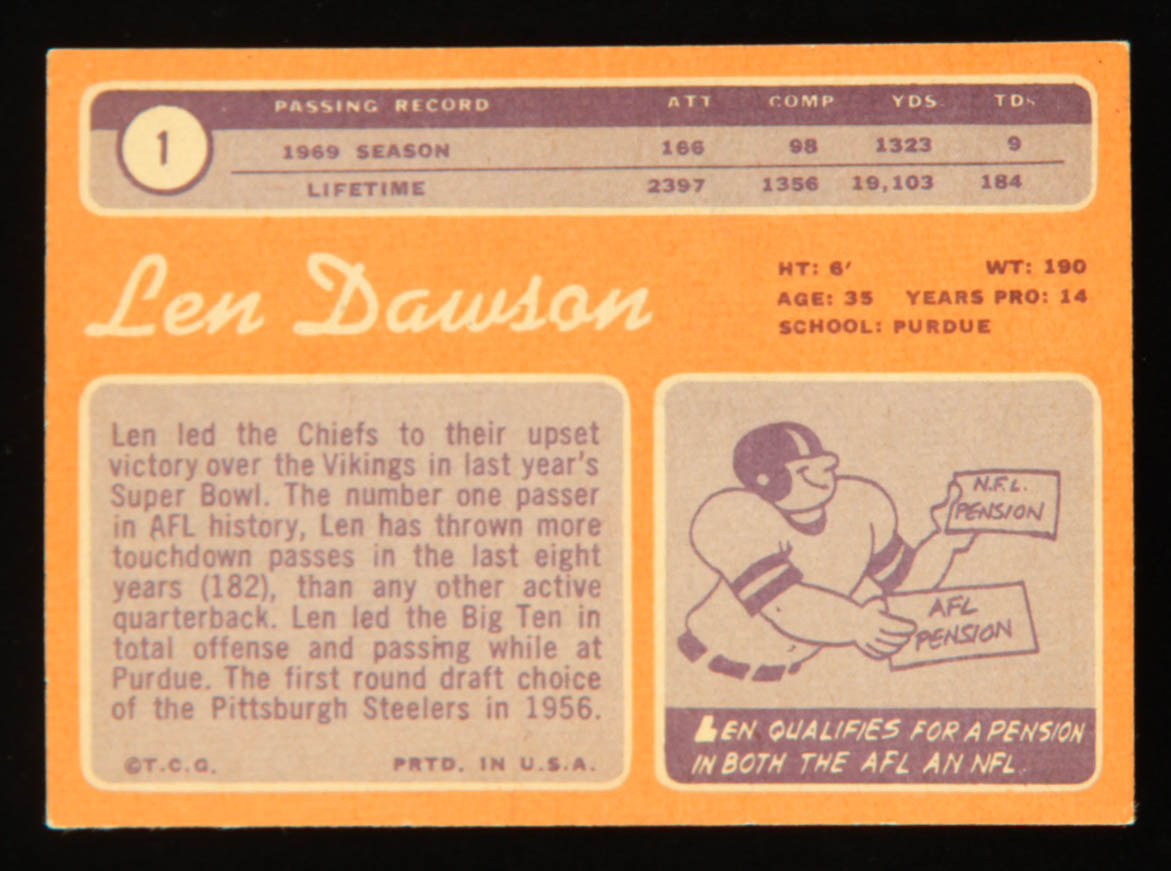 1
PASSING RECORD ATT COMP YDS. TDs
1969 SEASON 166 98 1323 9
LIFETIME 2397 1356 19,103 184
Len Dawson
HT: 6' WT: 190
AGE: 35 YEARS PRO: 14
SCHOOL: PURDUE
Len led the Chiefs to their upset
victory over the Vikings in last year's
Super Bowl. The number one passer
in AFL history, Len has thrown more
touchdown passes in the last eight
years (182), than any other active
quarterback. Len led the Big Ten in
total offense and passing while at
Purdue. The first round draft choice
of the Pittsburgh Steelers in 1956.
©T.C.G. PRTD. IN U.S.A.
N.F.L.
PENSION
AFL
PENSION
LEN QUALIFIES FOR A PENSION
IN BOTH THE AFL AN NFL.